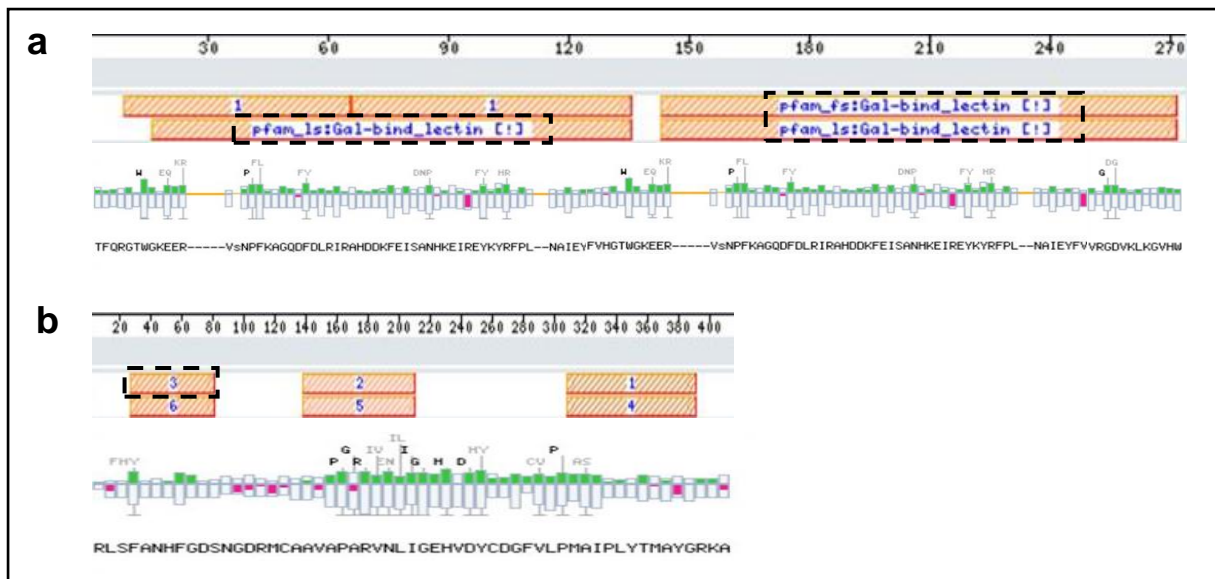 a
30 60 90 120 150 180 210 240 270
1 1 pfam_fs:Gal-bind_lectin [!]
pfam_ls:Gal-bind_lectin [!] pfam_ls:Gal-bind_lectin [!]
KR FL KR FL DG
W EQ P FY DNP FY HR W EQ P FY DNP FY HR G
TFQRGTWGKEER-----VsNPFKAGQDFDLRIRAHDDKFEISANHKEIREYKYRFPL--NAIEYFVHGTWGKEER-----VsNPFKAGQDFDLRIRAHDDKFEISANHKEIREYKYRFPL--NAIEYFVVRGDVKLKGVHW
b
20 40 60 80 100 120 140 160 180 200 220 240 260 280 300 320 340 360 380 400
3 2 1
6 5 4
IL
G IV I HY P
FHY P R EN G H D CV AS
RLSFANHFGDSNGDRMCAAVAPARVNLIGEHVDYCDGFVLPMAIPLYTMAYGRKA